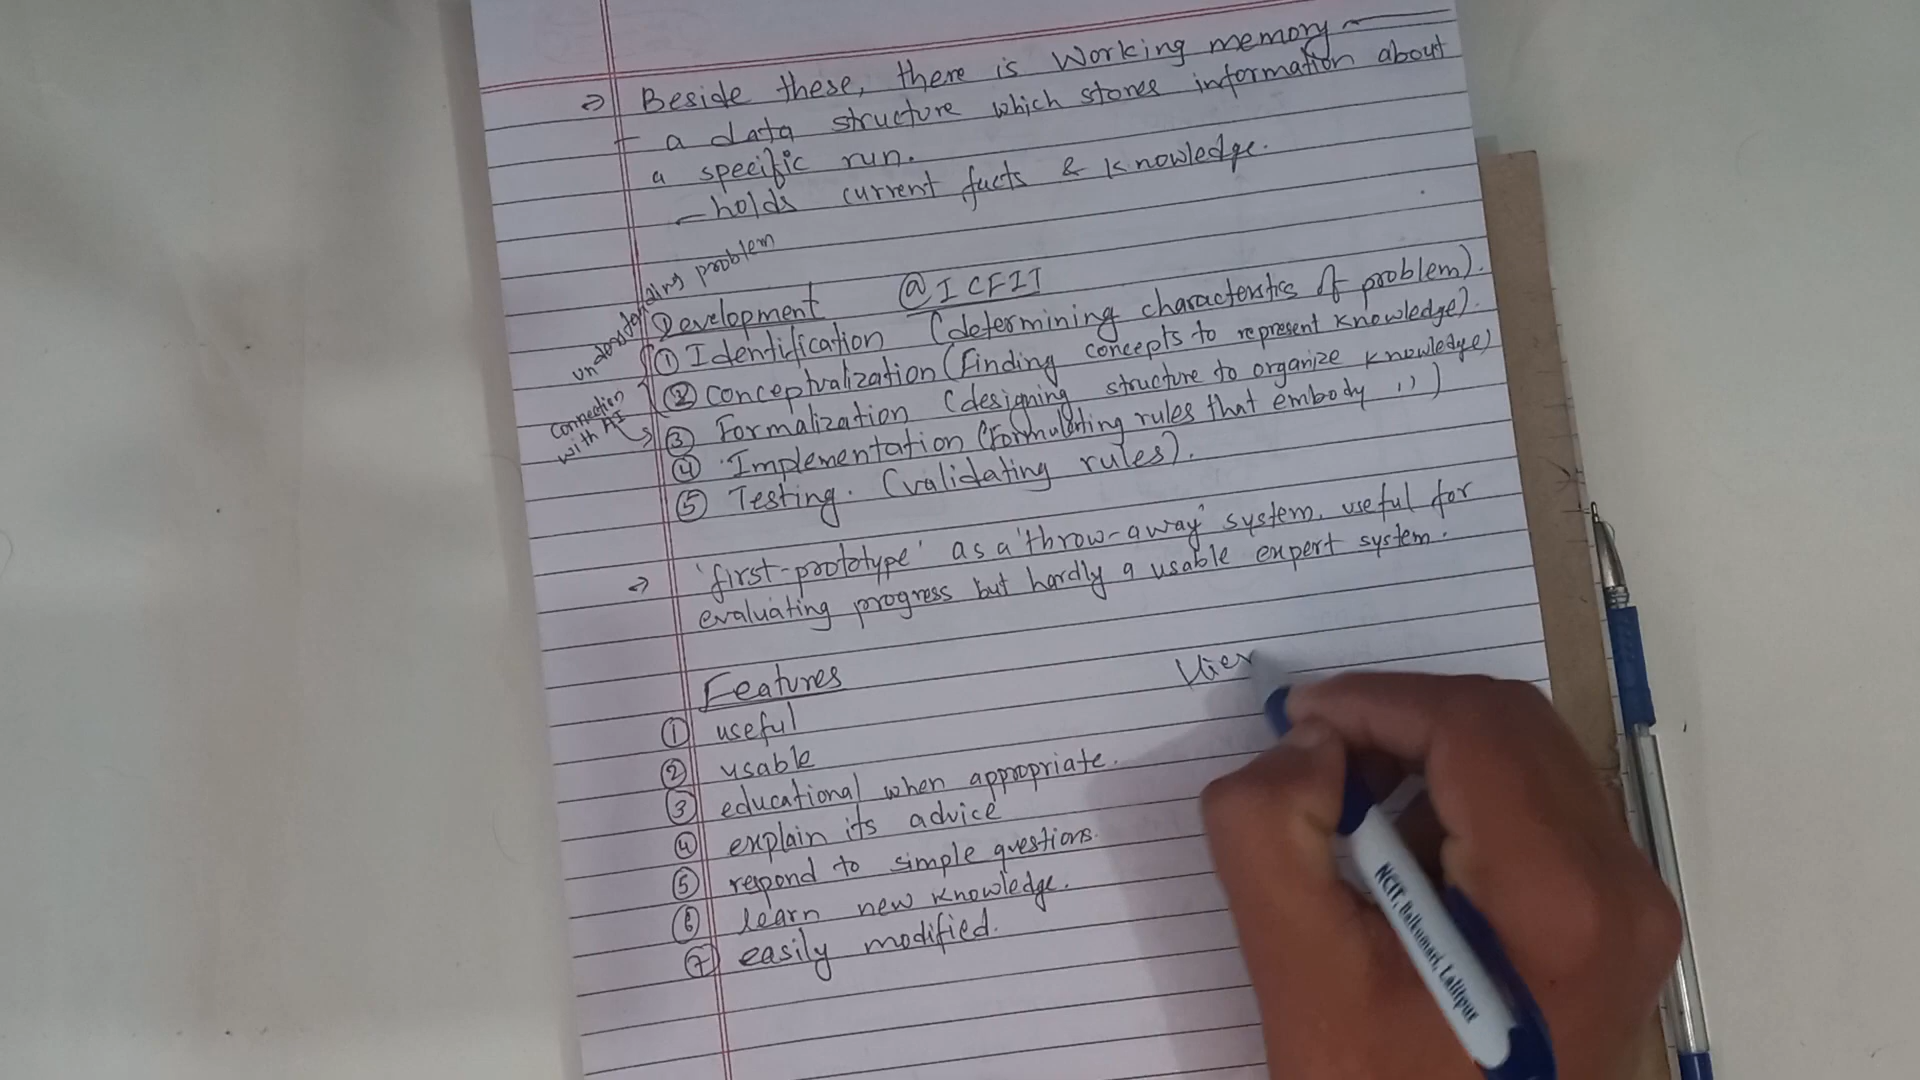 ⇒ Beside these, there is Working memory -
- a data structure which stores information about
a specific run.
- holds current facts & knowledge.
understanding problem
Development @ICFIT
① Identification (determining characteristics of problem).
② Conceptualization (Finding concepts to represent knowledge).
connection with AI
③ Formalization (designing structure to organize knowledge)
④ Implementation (Formulating rules that embody '')
⑤ Testing. (validating rules).
⇒ 'first-prototype' as a 'throw-away' system, useful for
evaluating progress but hardly a usable expert system.
Features
① useful
② usable
③ educational when appropriate.
④ explain its advice
⑤ respond to simple questions.
⑥ learn new knowledge.
⑦ easily modified.
NCIT, Balkumari, Lalitpur